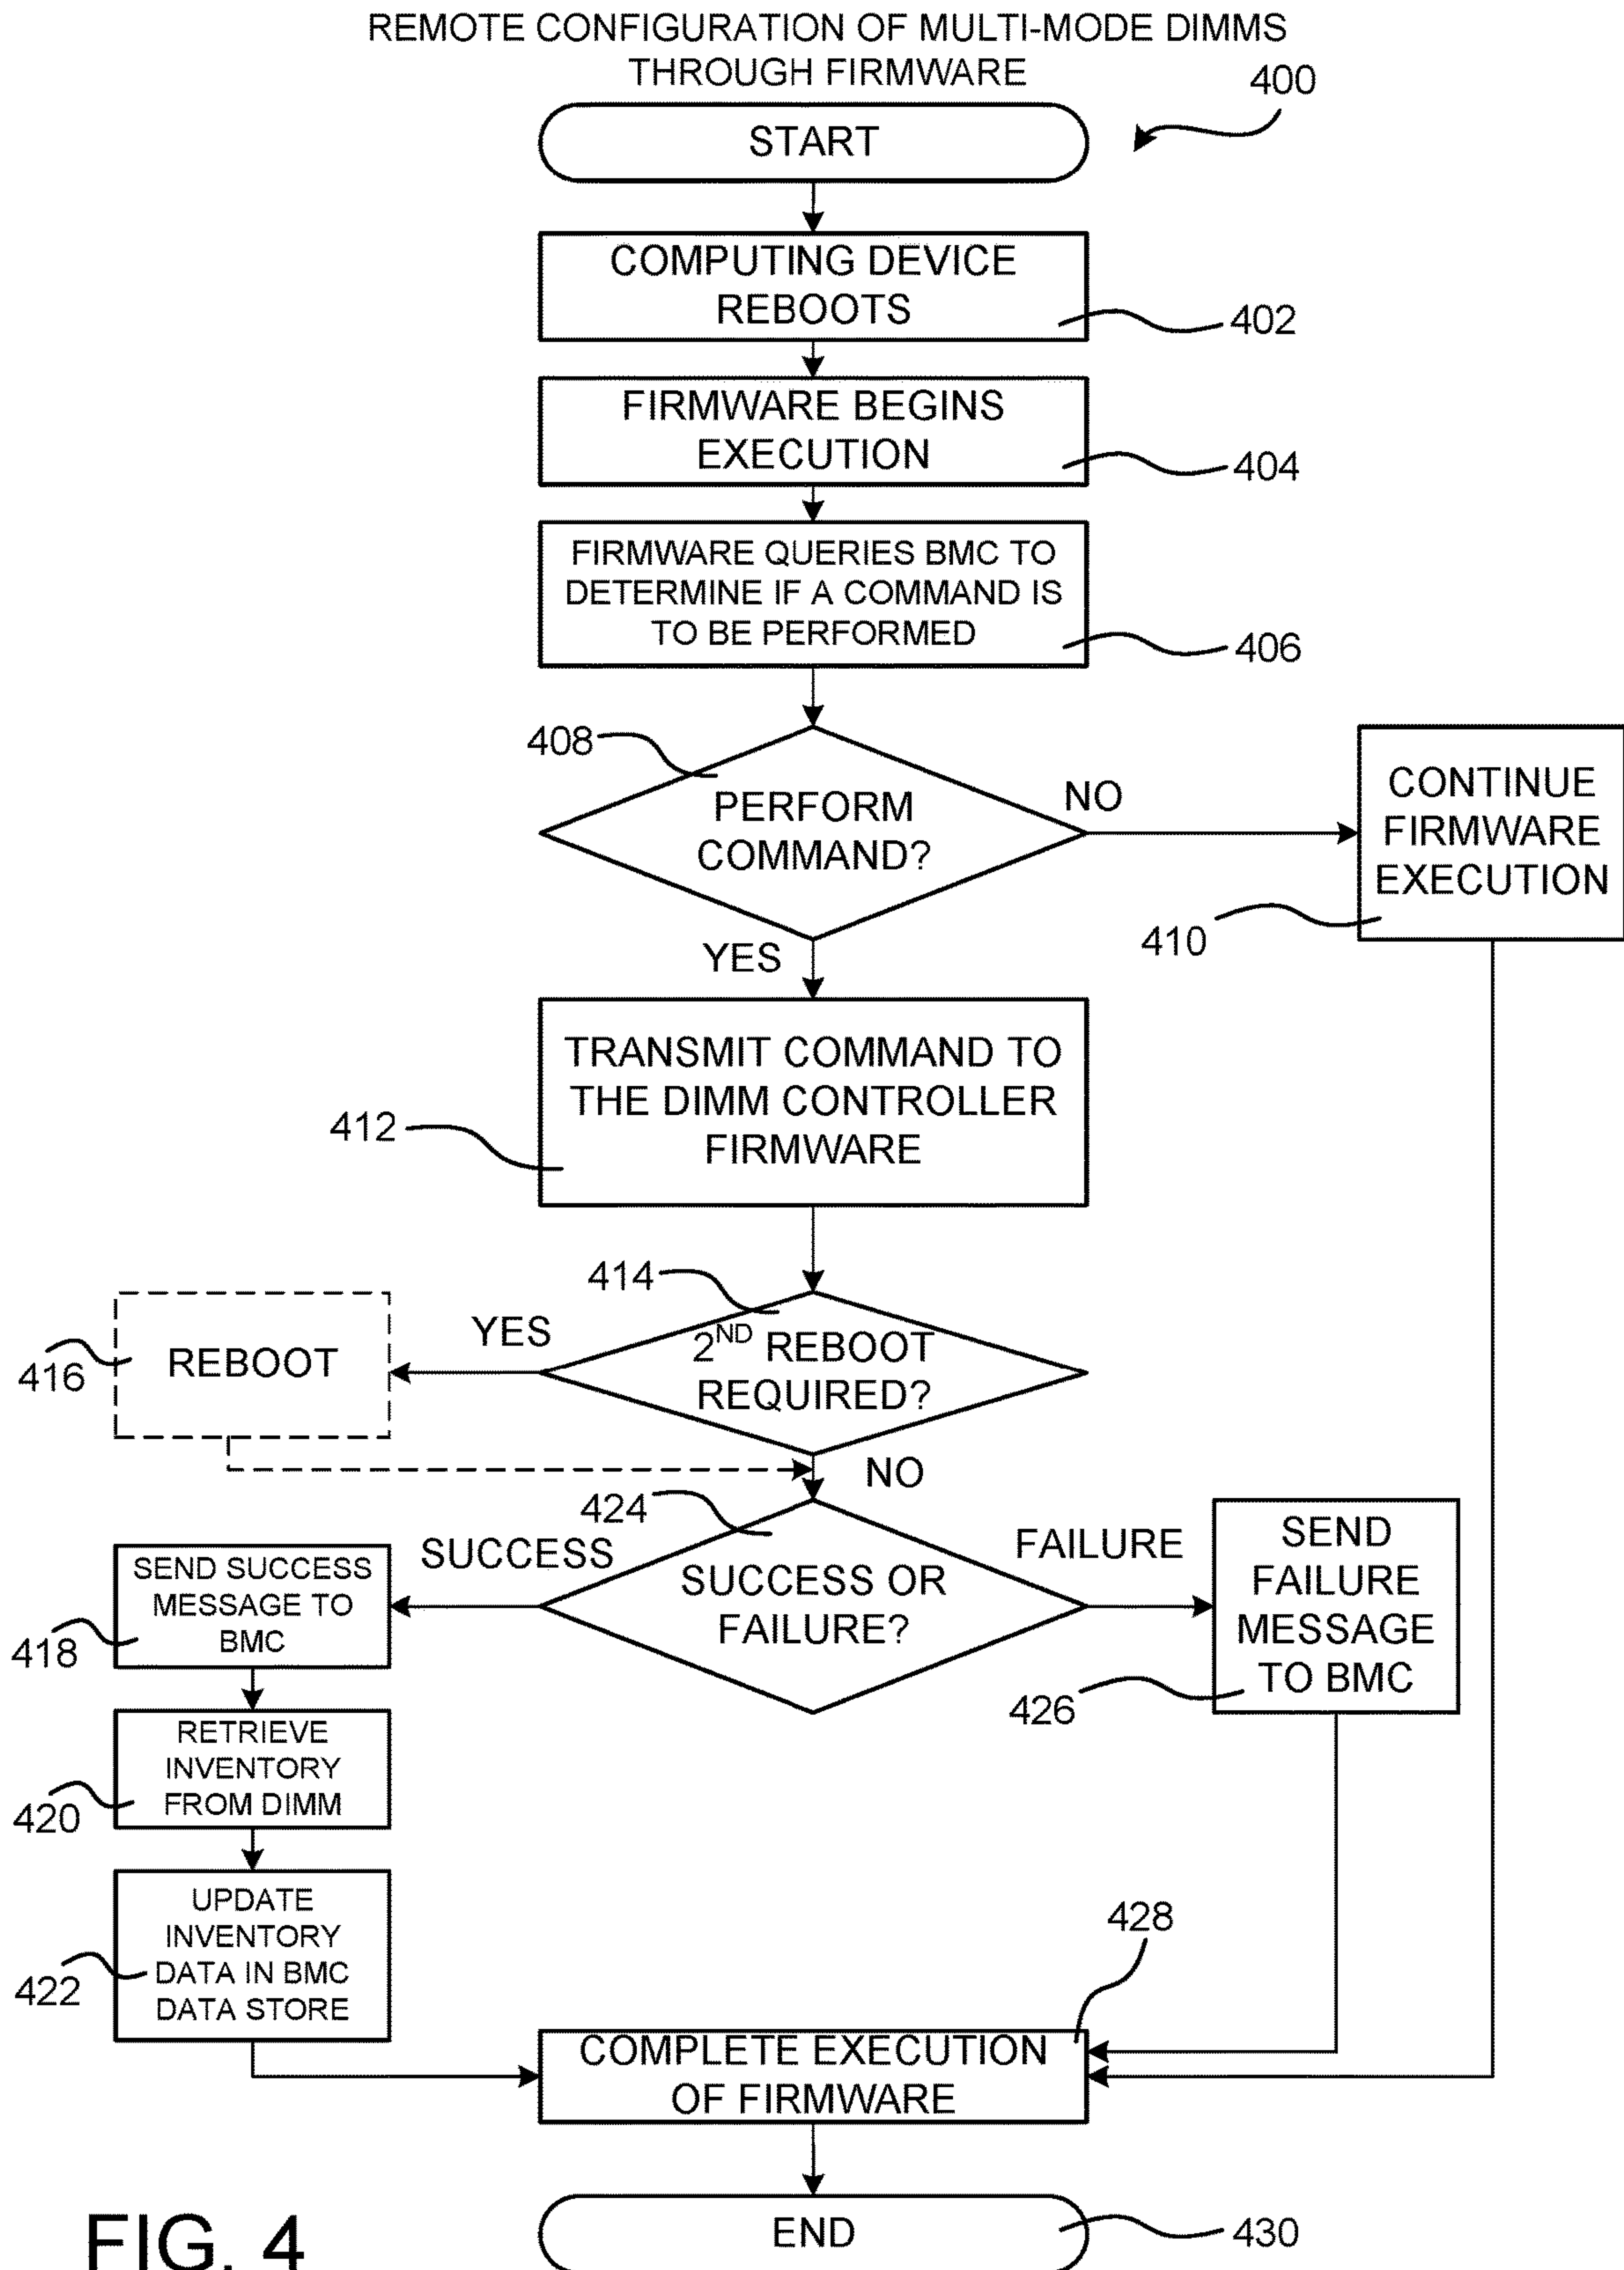 REMOTE CONFIGURATION OF MULTI-MODE DIMMS
THROUGH FIRMWARE
400
START
COMPUTING DEVICE
REBOOTS
402
FIRMWARE BEGINS
EXECUTION
404
FIRMWARE QUERIES BMC TO
DETERMINE IF A COMMAND IS
TO BE PERFORMED
406
408
PERFORM
COMMAND?
NO
YES
CONTINUE
FIRMWARE
EXECUTION
410
TRANSMIT COMMAND TO
THE DIMM CONTROLLER
FIRMWARE
412
414
2ND REBOOT
REQUIRED?
YES
REBOOT
416
NO
424
SUCCESS OR
FAILURE?
SUCCESS
FAILURE
SEND SUCCESS
MESSAGE TO
BMC
418
SEND
FAILURE
MESSAGE
TO BMC
426
RETRIEVE
INVENTORY
FROM DIMM
420
UPDATE
INVENTORY
DATA IN BMC
DATA STORE
422
428
COMPLETE EXECUTION
OF FIRMWARE
END
430
FIG. 4